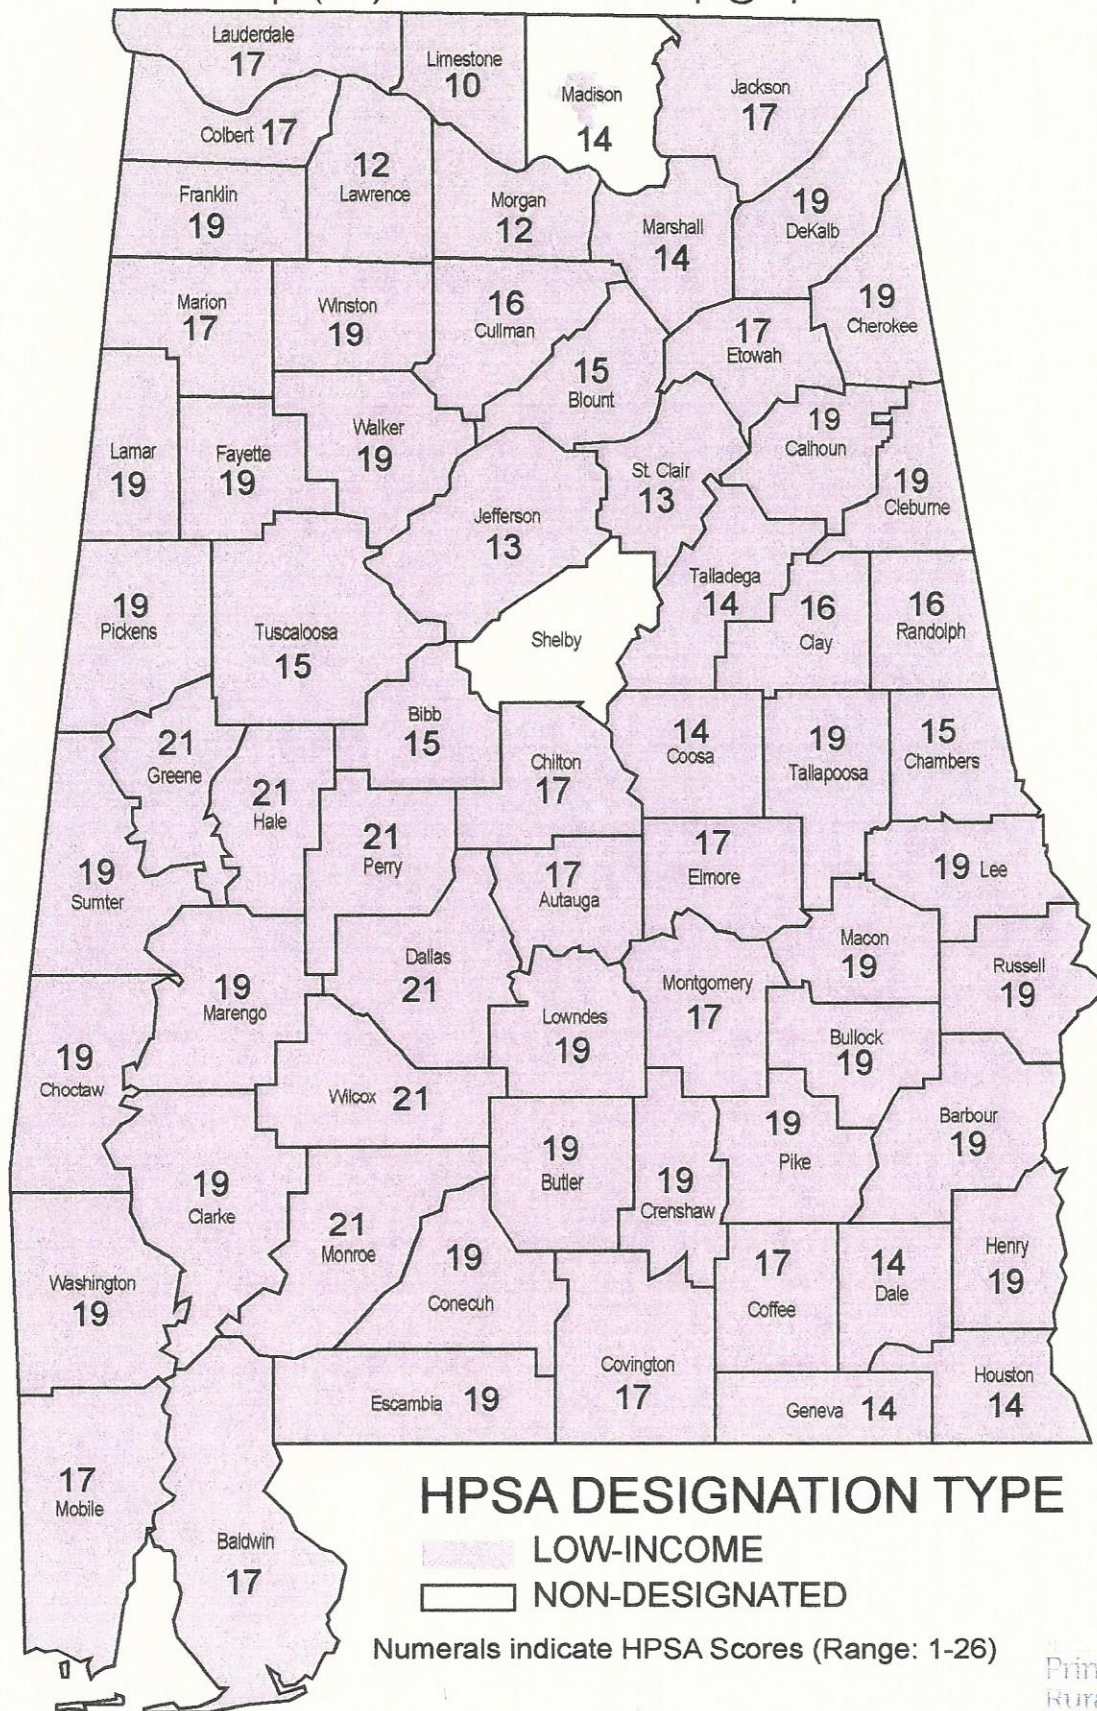 Lauderdale
17
Limestone
10
Madison
14
Jackson
17
Colbert 17
12
Lawrence
Franklin
19
Morgan
12
Marshall
14
19
DeKalb
19
Cherokee
Marion
17
Winston
19
16
Cullman
15
Blount
17
Etowah
19
Calhoun
19
Cleburne
Lamar
19
Fayette
19
Walker
19
Jefferson
13
St. Clair
13
Talladega
14
16
Clay
16
Randolph
19
Pickens
Tuscaloosa
15
Shelby
Bibb
15
Chilton
17
14
Coosa
19
Tallapoosa
15
Chambers
21
Greene
21
Hale
21
Perry
17
Autauga
17
Elmore
19 Lee
19
Sumter
19
Marengo
Dallas
21
Lowndes
19
Montgomery
17
Macon
19
Russell
19
Bullock
19
19
Choctaw
Wilcox 21
19
Butler
19
Crenshaw
19
Pike
Barbour
19
19
Clarke
21
Monroe
19
Conecuh
17
Coffee
14
Dale
Henry
19
Washington
19
Escambia 19
Covington
17
Geneva 14
Houston
14
17
Mobile
Baldwin
17
HPSA DESIGNATION TYPE
LOW-INCOME
NON-DESIGNATED
Numerals indicate HPSA Scores (Range: 1-26)